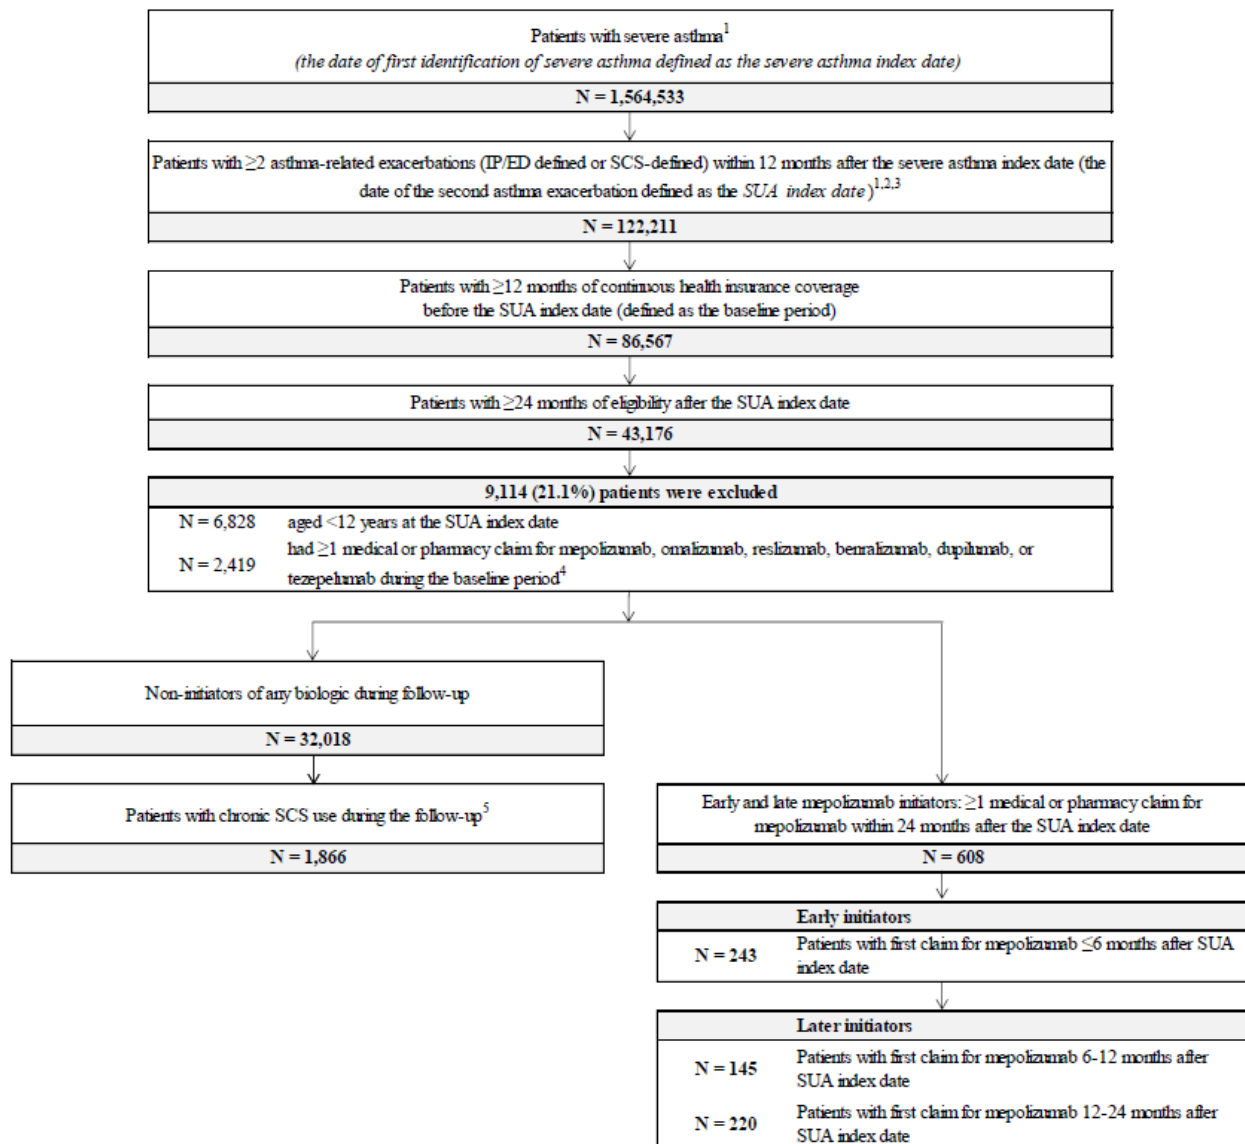 Patients with severe asthma1
(the date of first identification of severe asthma defined as the severe asthma index date)
N = 1,564,533
Patients with ≥2 asthma-related exacerbations (IP/ED defined or SCS-defined) within 12 months after the severe asthma index date (the
date of the second asthma exacerbation defined as the SUA index date)1,2,3
N = 122,211
Patients with ≥12 months of continuous health insurance coverage
before the SUA index date (defined as the baseline period)
N = 86,567
Patients with ≥24 months of eligibility after the SUA index date
N = 43,176
9,114 (21.1%) patients were excluded
N = 6,828 aged <12 years at the SUA index date
N = 2,419 had ≥1 medical or pharmacy claim for mepolizumab, omalizumab, reslizumab, benralizumab, dupilumab, or
tezepelumab during the baseline period4
Non-initiators of any biologic during follow-up
N = 32,018
Patients with chronic SCS use during the follow-up5
N = 1,866
Early and late mepolizumab initiators: ≥1 medical or pharmacy claim for
mepolizumab within 24 months after the SUA index date
N = 608
Early initiators
N = 243 Patients with first claim for mepolizumab ≤6 months after SUA
index date
Later initiators
N = 145 Patients with first claim for mepolizumab 6-12 months after
SUA index date
N = 220 Patients with first claim for mepolizumab 12-24 months after
SUA index date